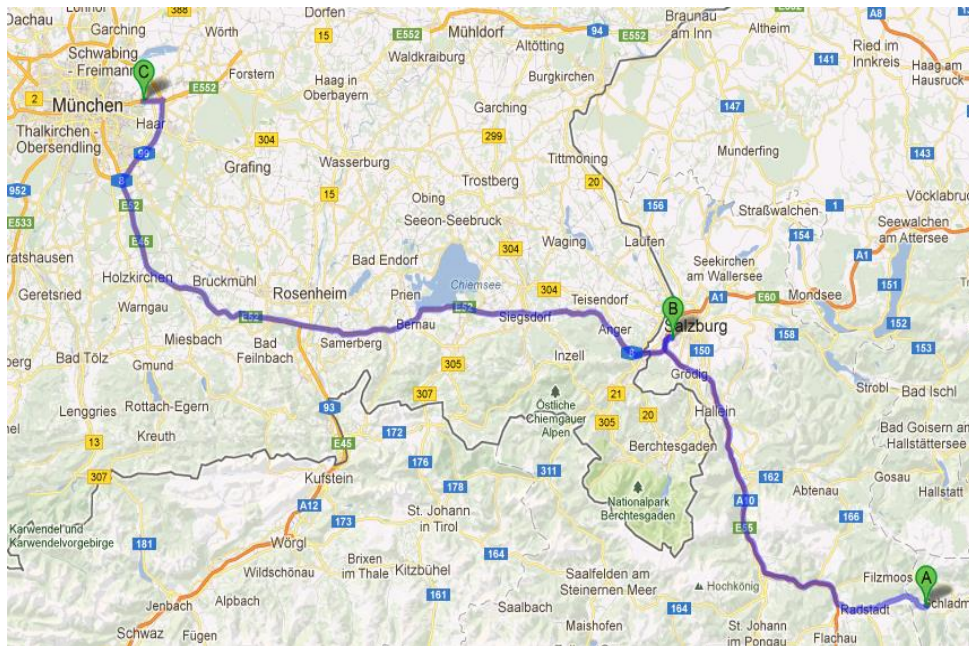 Lohhof
Dachau
Garching
388
Dorfen
15
E552
Mühldorf
94
E552
Braunau
am Inn
Altheim
A8
130
Schwabing
- Freimann
Wörth
Waldkraiburg
Altötting
141
Ried im
Innkreis
Haag am
Hausruck
C
Forstern
E552
Haag in
Oberbayern
Burgkirchen
147
2
München
Garching
Haar
Thalkirchen -
Obersendling
304
299
Munderfing
143
99
Grafing
Wasserburg
Tittmoning
952
8
Trostberg
20
E52
15
Obing
156
Straßwalchen
1
Vöcklabruck
E533
E45
Seeon-Seebruck
304
Waging
Laufen
154
Seewalchen
am Attersee
Bad Endorf
Seekirchen
am Wallersee
A1
Holzkirchen
Bruckmühl
Chiemsee
304
Mondsee
151
Geretsried
Rosenheim
Prien
Teisendorf
B
A1
E60
Warngau
E52
Bernau
E52
Siegsdorf
Salzburg
152
Miesbach
Samerberg
Anger
158
Bad
Feilnbach
8
150
153
Bad Tölz
Inzell
Grödig
Gmund
305
Strobl
Bad Ischl
Lenggries
Rottach-Egern
93
307
Östliche
Chiemgauer
Alpen
21
20
Hallein
305
Bad Goisern am
Hallstättersee
13
Kreuth
E45
172
Berchtesgaden
307
Kufstein
176
311
162
Gosau
Hallstatt
178
Nationalpark
Berchtesgaden
A10
Abtenau
A12
173
St. Johann
in Tirol
E55
166
Karwendel und
Karwendelvorgebirge
181
Wörgl
164
Brixen
im Thale
Kitzbühel
Saalfelden am
Steinernen Meer
Hochkönig
Filzmoos
A
Wildschönau
Jenbach
Alpbach
161
Saalbach
164
Radstadt
Schladm
Schwaz
Fügen
Maishofen
St. Johann
im Pongau
Flachau